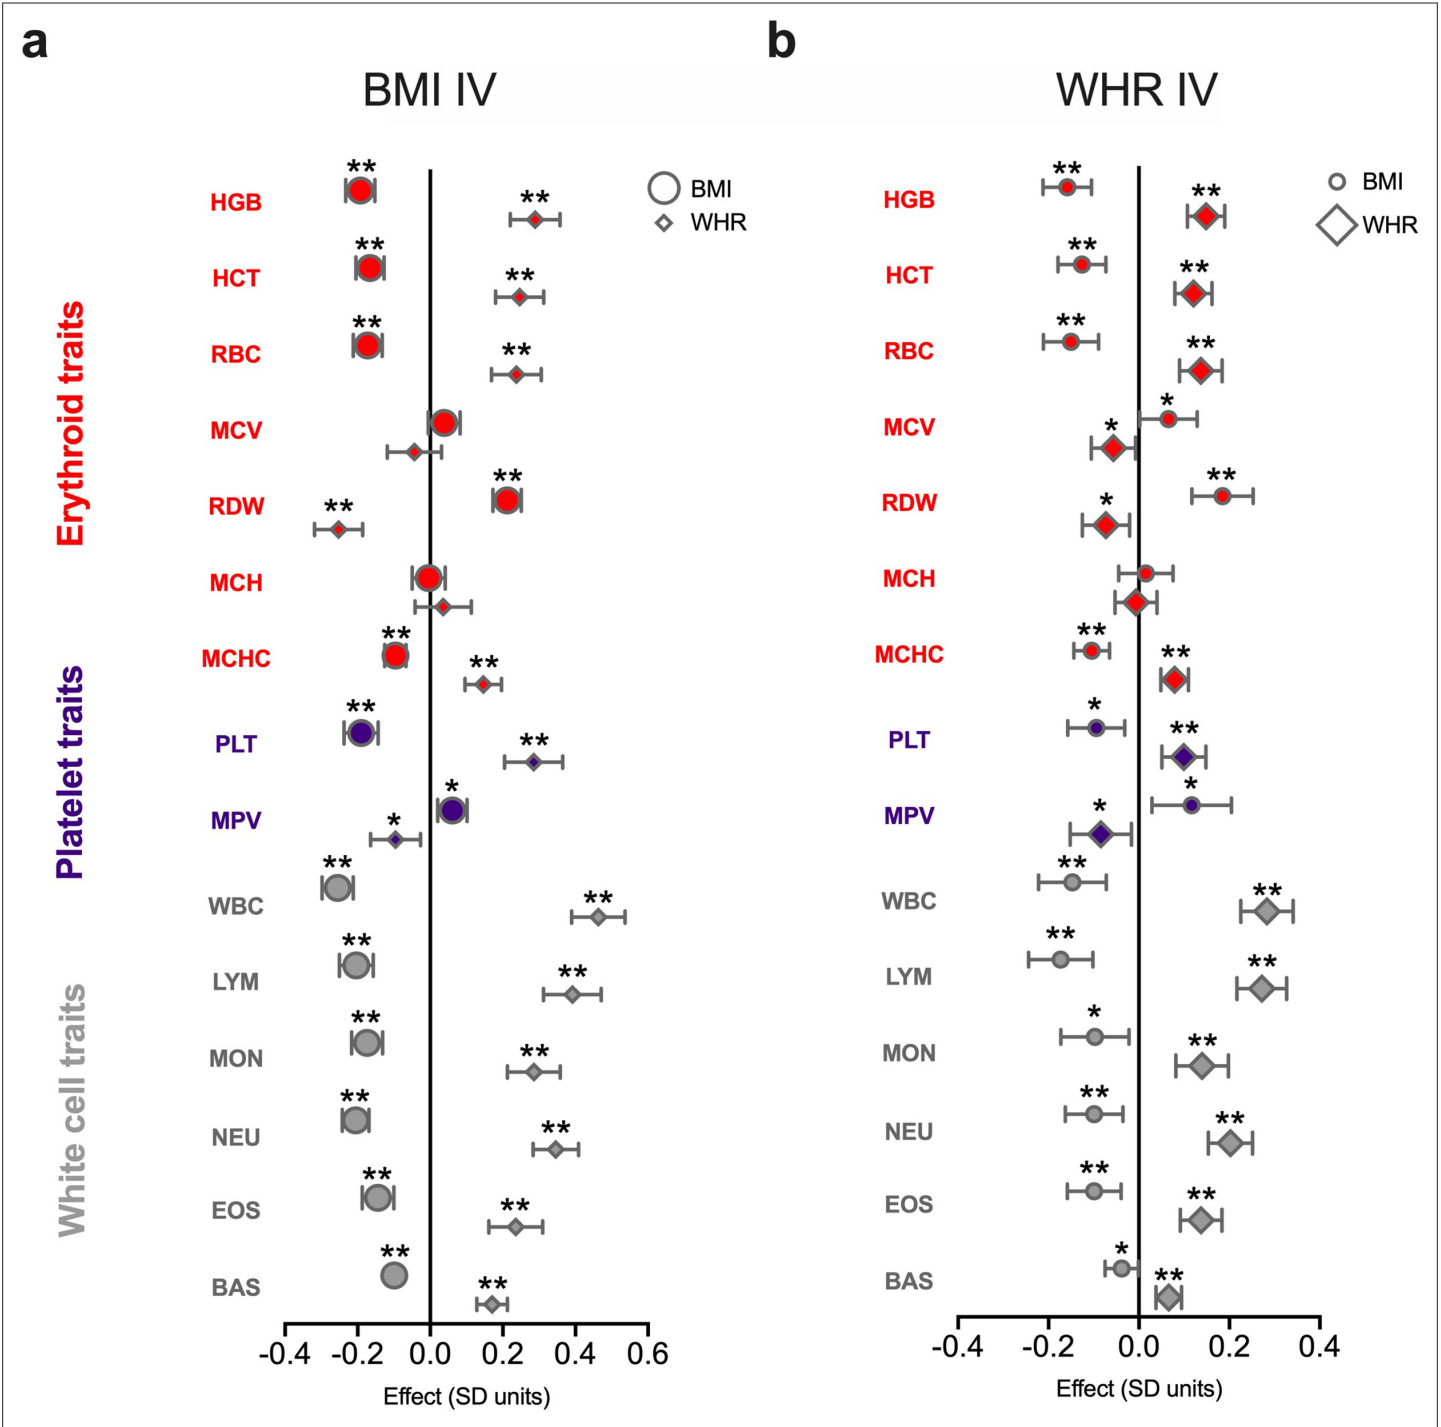 a
b
BMI IV
WHR IV
BMI
WHR
BMI
WHR
Erythroid traits
Platelet traits
White cell traits
HGB
**
**
HCT
**
**
RBC
**
**
MCV
RDW
**
**
MCH
MCHC
**
**
PLT
**
**
MPV
*
*
WBC
**
**
LYM
**
**
MON
**
**
NEU
**
**
EOS
**
**
BAS
**
**
-0.4 -0.2 0.0 0.2 0.4 0.6
Effect (SD units)
HGB
**
**
HCT
**
**
RBC
**
**
MCV
*
*
RDW
**
*
MCH
MCHC
**
**
PLT
*
**
MPV
*
*
WBC
**
**
LYM
**
**
MON
*
**
NEU
**
**
EOS
**
**
BAS
*
**
-0.4 -0.2 0.0 0.2 0.4
Effect (SD units)